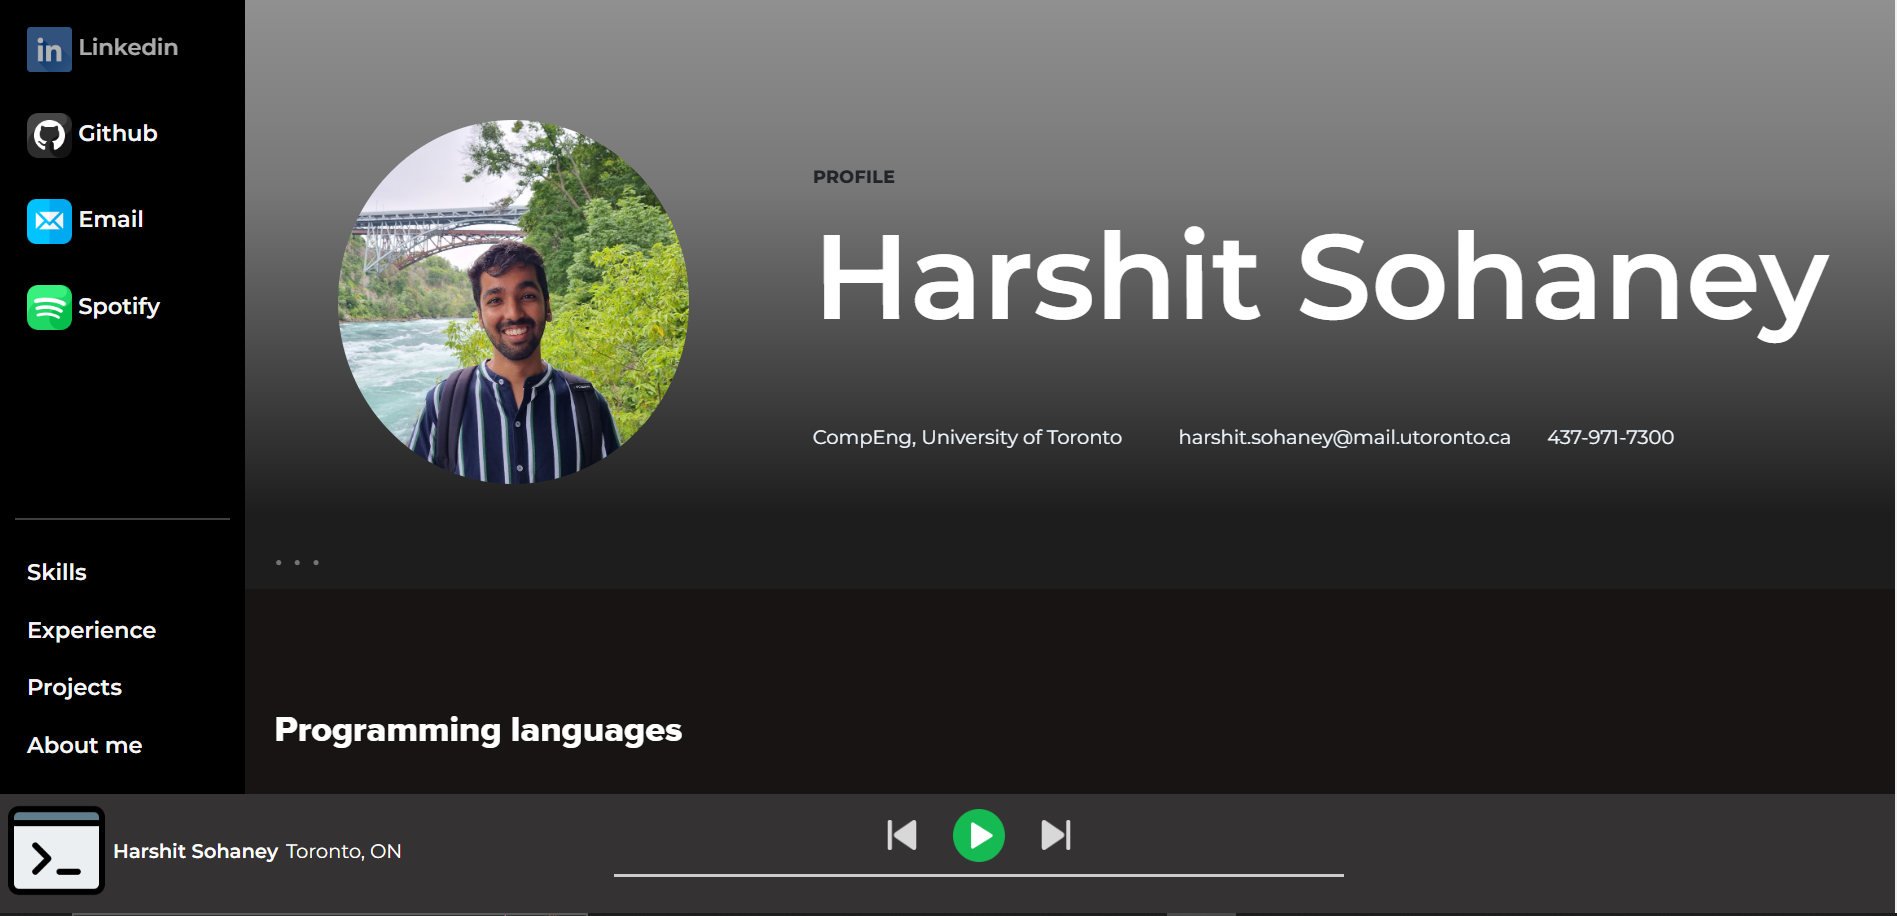 in Linkedin
Github
Email
Spotify
Skills
Experience
Projects
About me
PROFILE
Harshit Sohaney
CompEng, University of Toronto harshit.sohaney@mail.utoronto.ca 437-971-7300
• • •
Programming languages
>_
Harshit Sohaney Toronto, ON